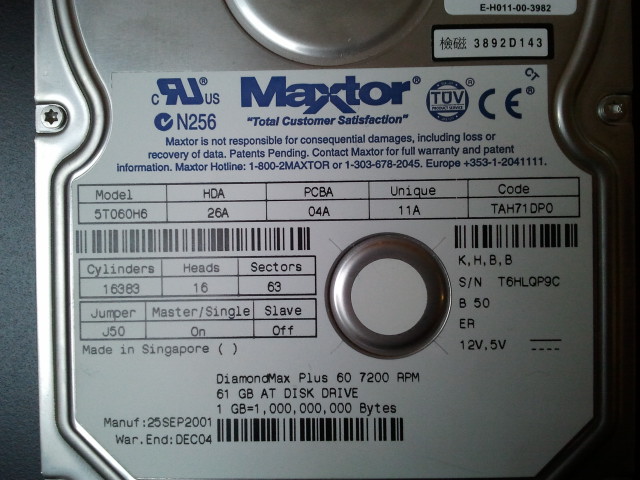 E-H011-00-3982
檢磁 3892D143
C RU US Maxtor® TÜV CE CT
PRODUCT SERVICE
N256 "Total Customer Satisfaction"
Maxtor is not responsible for consequential damages, including loss or
recovery of data. Patents Pending. Contact Maxtor for full warranty and patent
information. Maxtor Hotline: 1-800-2MAXTOR or 1-303-678-2045. Europe +353-1-2041111.
Model HDA PCBA Unique Code
5T060H6 26A 04A 11A TAH71DP0
Cylinders Heads Sectors
16383 16 63
Jumper Master/Single Slave
J50 On Off
Made in Singapore ( )
K,H,B,B
S/N T6HLQP9C
B 50
ER
12V,5V
DiamondMax Plus 60 7200 RPM
61 GB AT DISK DRIVE
1 GB=1,000,000,000 Bytes
Manuf:25SEP2001
War.End:DEC04